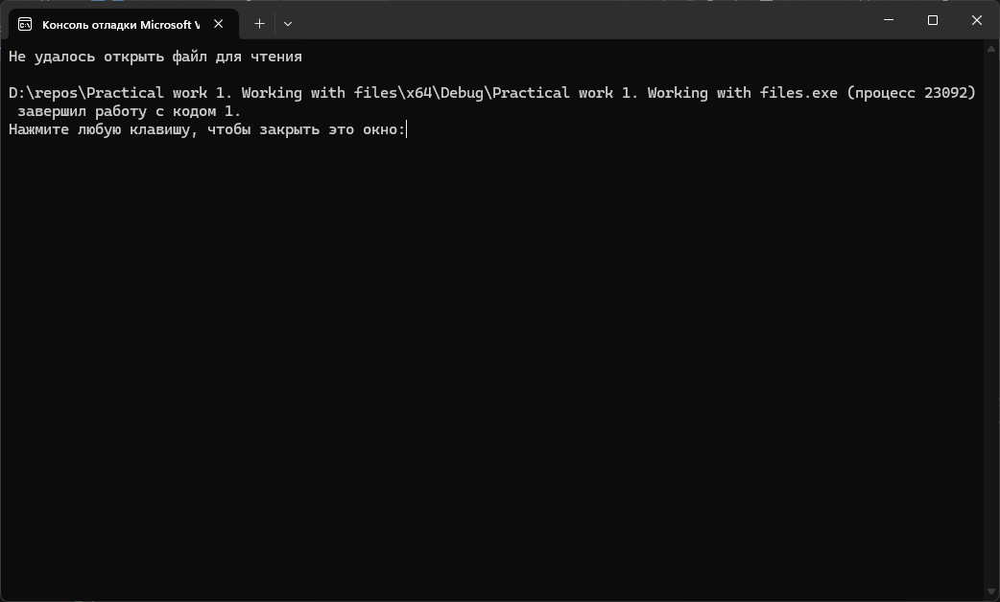 Консоль отладки Microsoft V
Не удалось открыть файл для чтения
D:\repos\Practical work 1. Working with files\x64\Debug\Practical work 1. Working with files.exe (процесс 23092)
завершил работу с кодом 1.
Нажмите любую клавишу, чтобы закрыть это окно: